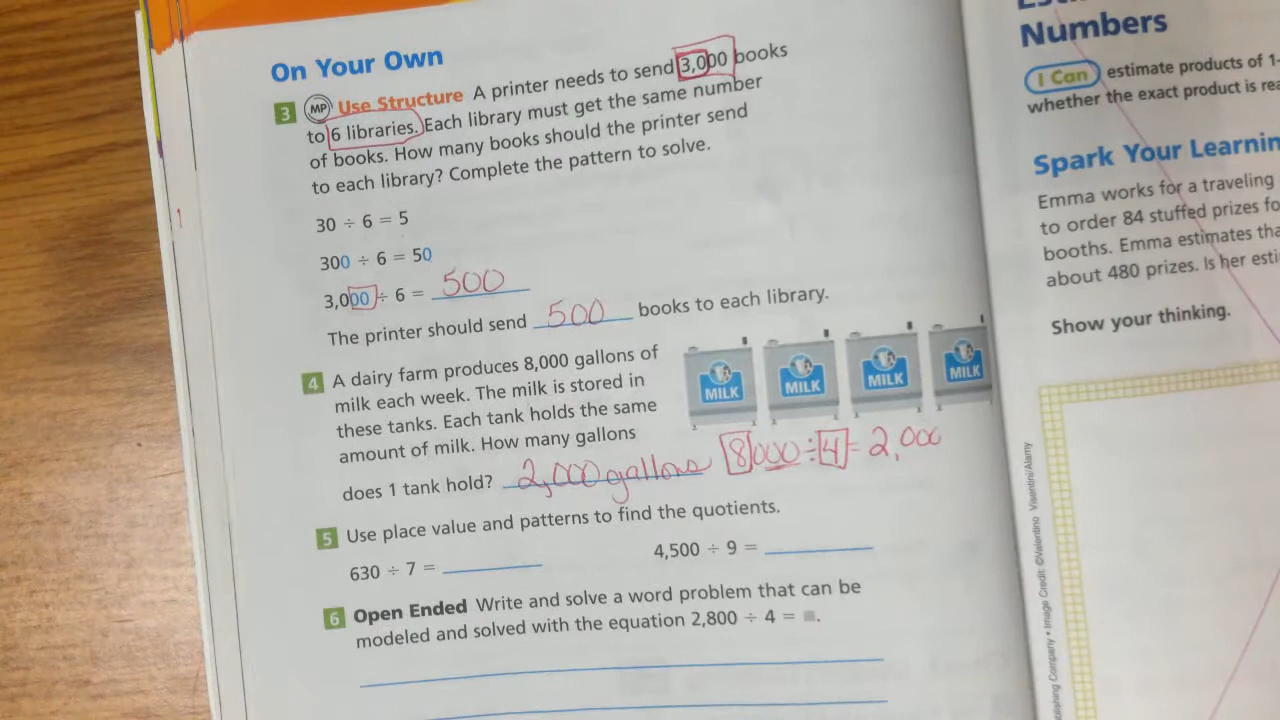 On Your Own
3 MP Use Structure A printer needs to send 3,000 books
to 6 libraries. Each library must get the same number
of books. How many books should the printer send
to each library? Complete the pattern to solve.
30 ÷ 6 = 5
300 ÷ 6 = 50
3,000 ÷ 6 = 500
The printer should send 500 books to each library.
4 A dairy farm produces 8,000 gallons of
milk each week. The milk is stored in
these tanks. Each tank holds the same
amount of milk. How many gallons
does 1 tank hold? 2,000 gallons
MILK MILK MILK MILK
8000 ÷ 4 = 2,000
5 Use place value and patterns to find the quotients.
630 ÷ 7 =
4,500 ÷ 9 =
6 Open Ended Write and solve a word problem that can be
modeled and solved with the equation 2,800 ÷ 4 = ■.
Numbers
I Can estimate products of 1-
whether the exact product is
Spark Your
Emma works for a traveling
to order 84 stuffed prizes
booths. Emma estimates
about 480 prizes. Is her
Show your thinking.
Company • Image Credit: ©Valentino Visentini/Alamy